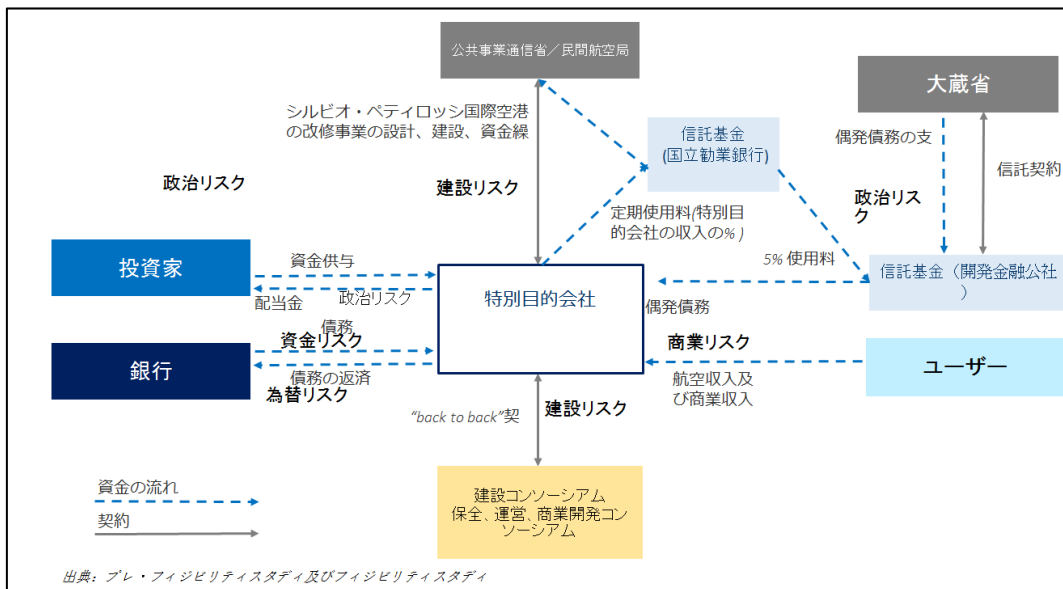 公共事業通信省／民間航空局
大蔵省
シルビオ・ペティロッシ国際空港
の改修事業の設計、建設、資金繰
信託基金
(国立勧業銀行)
偶発債務の支
信託契約
政治リスク
建設リスク
政治リス
ク
定期使用料(特別目
的会社の収入の% )
投資家
資金供与
配当金
政治リスク
特別目的会社
5% 使用料
信託基金（開発金融公社
）
偶発債務
債務
資金リスク
商業リスク
銀行
債務の返済
為替リスク
ユーザー
航空収入及
び商業収入
“back to back”契
建設リスク
建設コンソーシアム
保全、運営、商業開発コン
ソーシアム
資金の流れ
契約
出典: プレ・フィジビリティスタディ及びフィジビリティスタディ